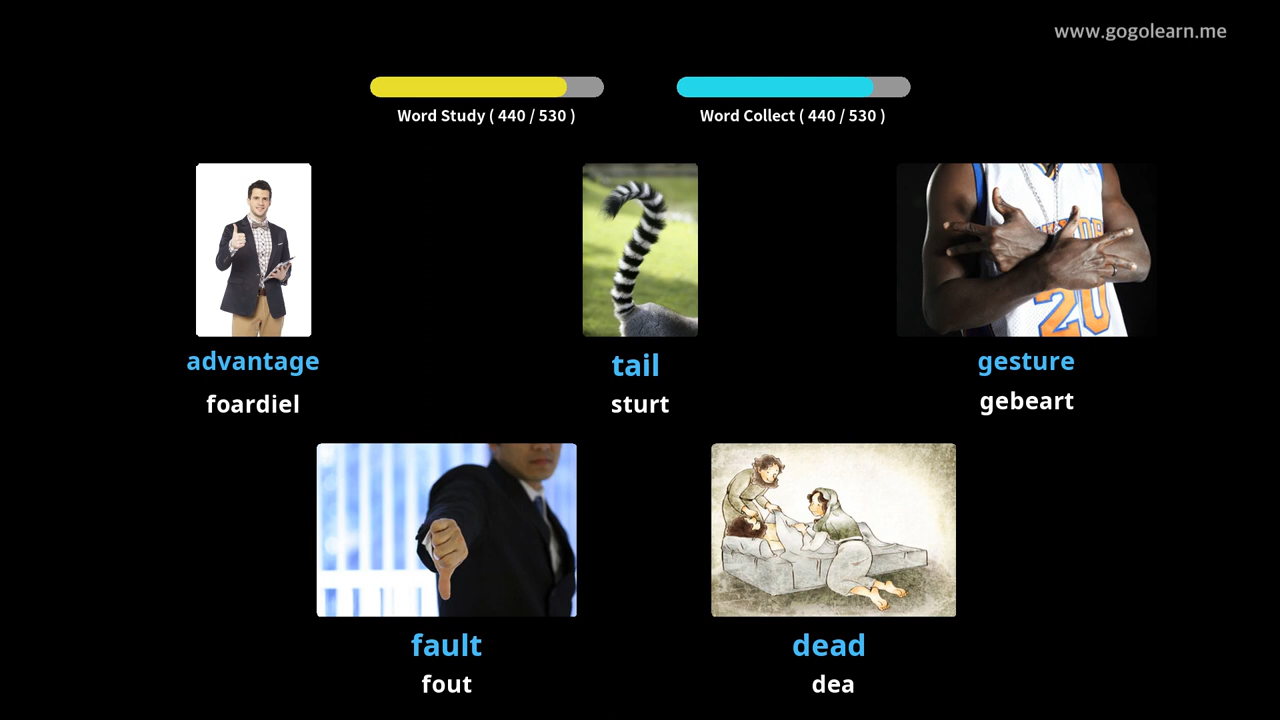 www.gogolearn.me
Word Study ( 440 / 530 )
Word Collect ( 440 / 530 )
advantage
foardiel
tail
sturt
gesture
gebeart
20
fault
fout
dead
dea